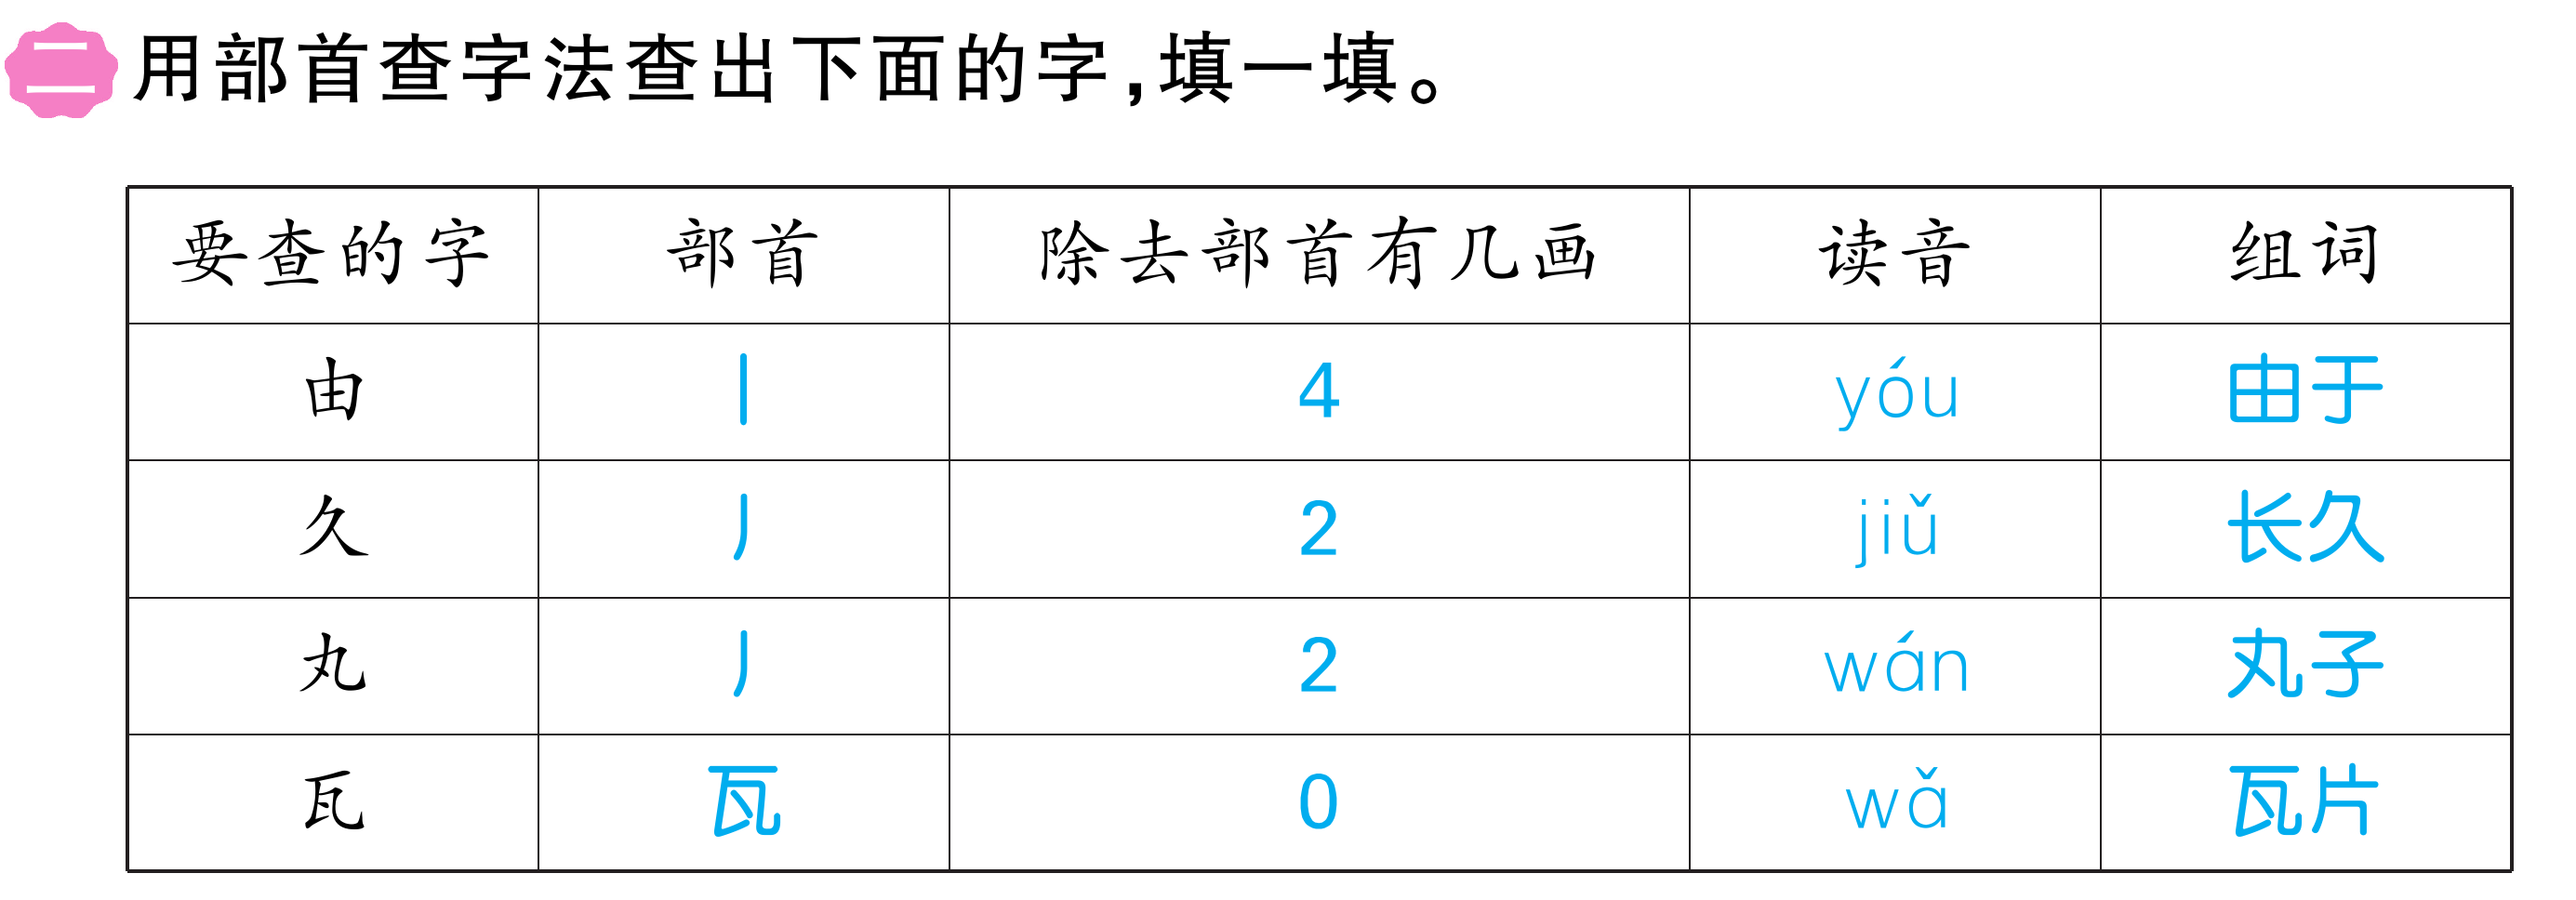 二 用部首查字法查出下面的字,填一填。
要查的字 部首 除去部首有几画 读音 组词
由 丨 4 yóu 由于
久 丿 2 jiǔ 长久
丸 丿 2 wán 丸子
瓦 瓦 0 wǎ 瓦片